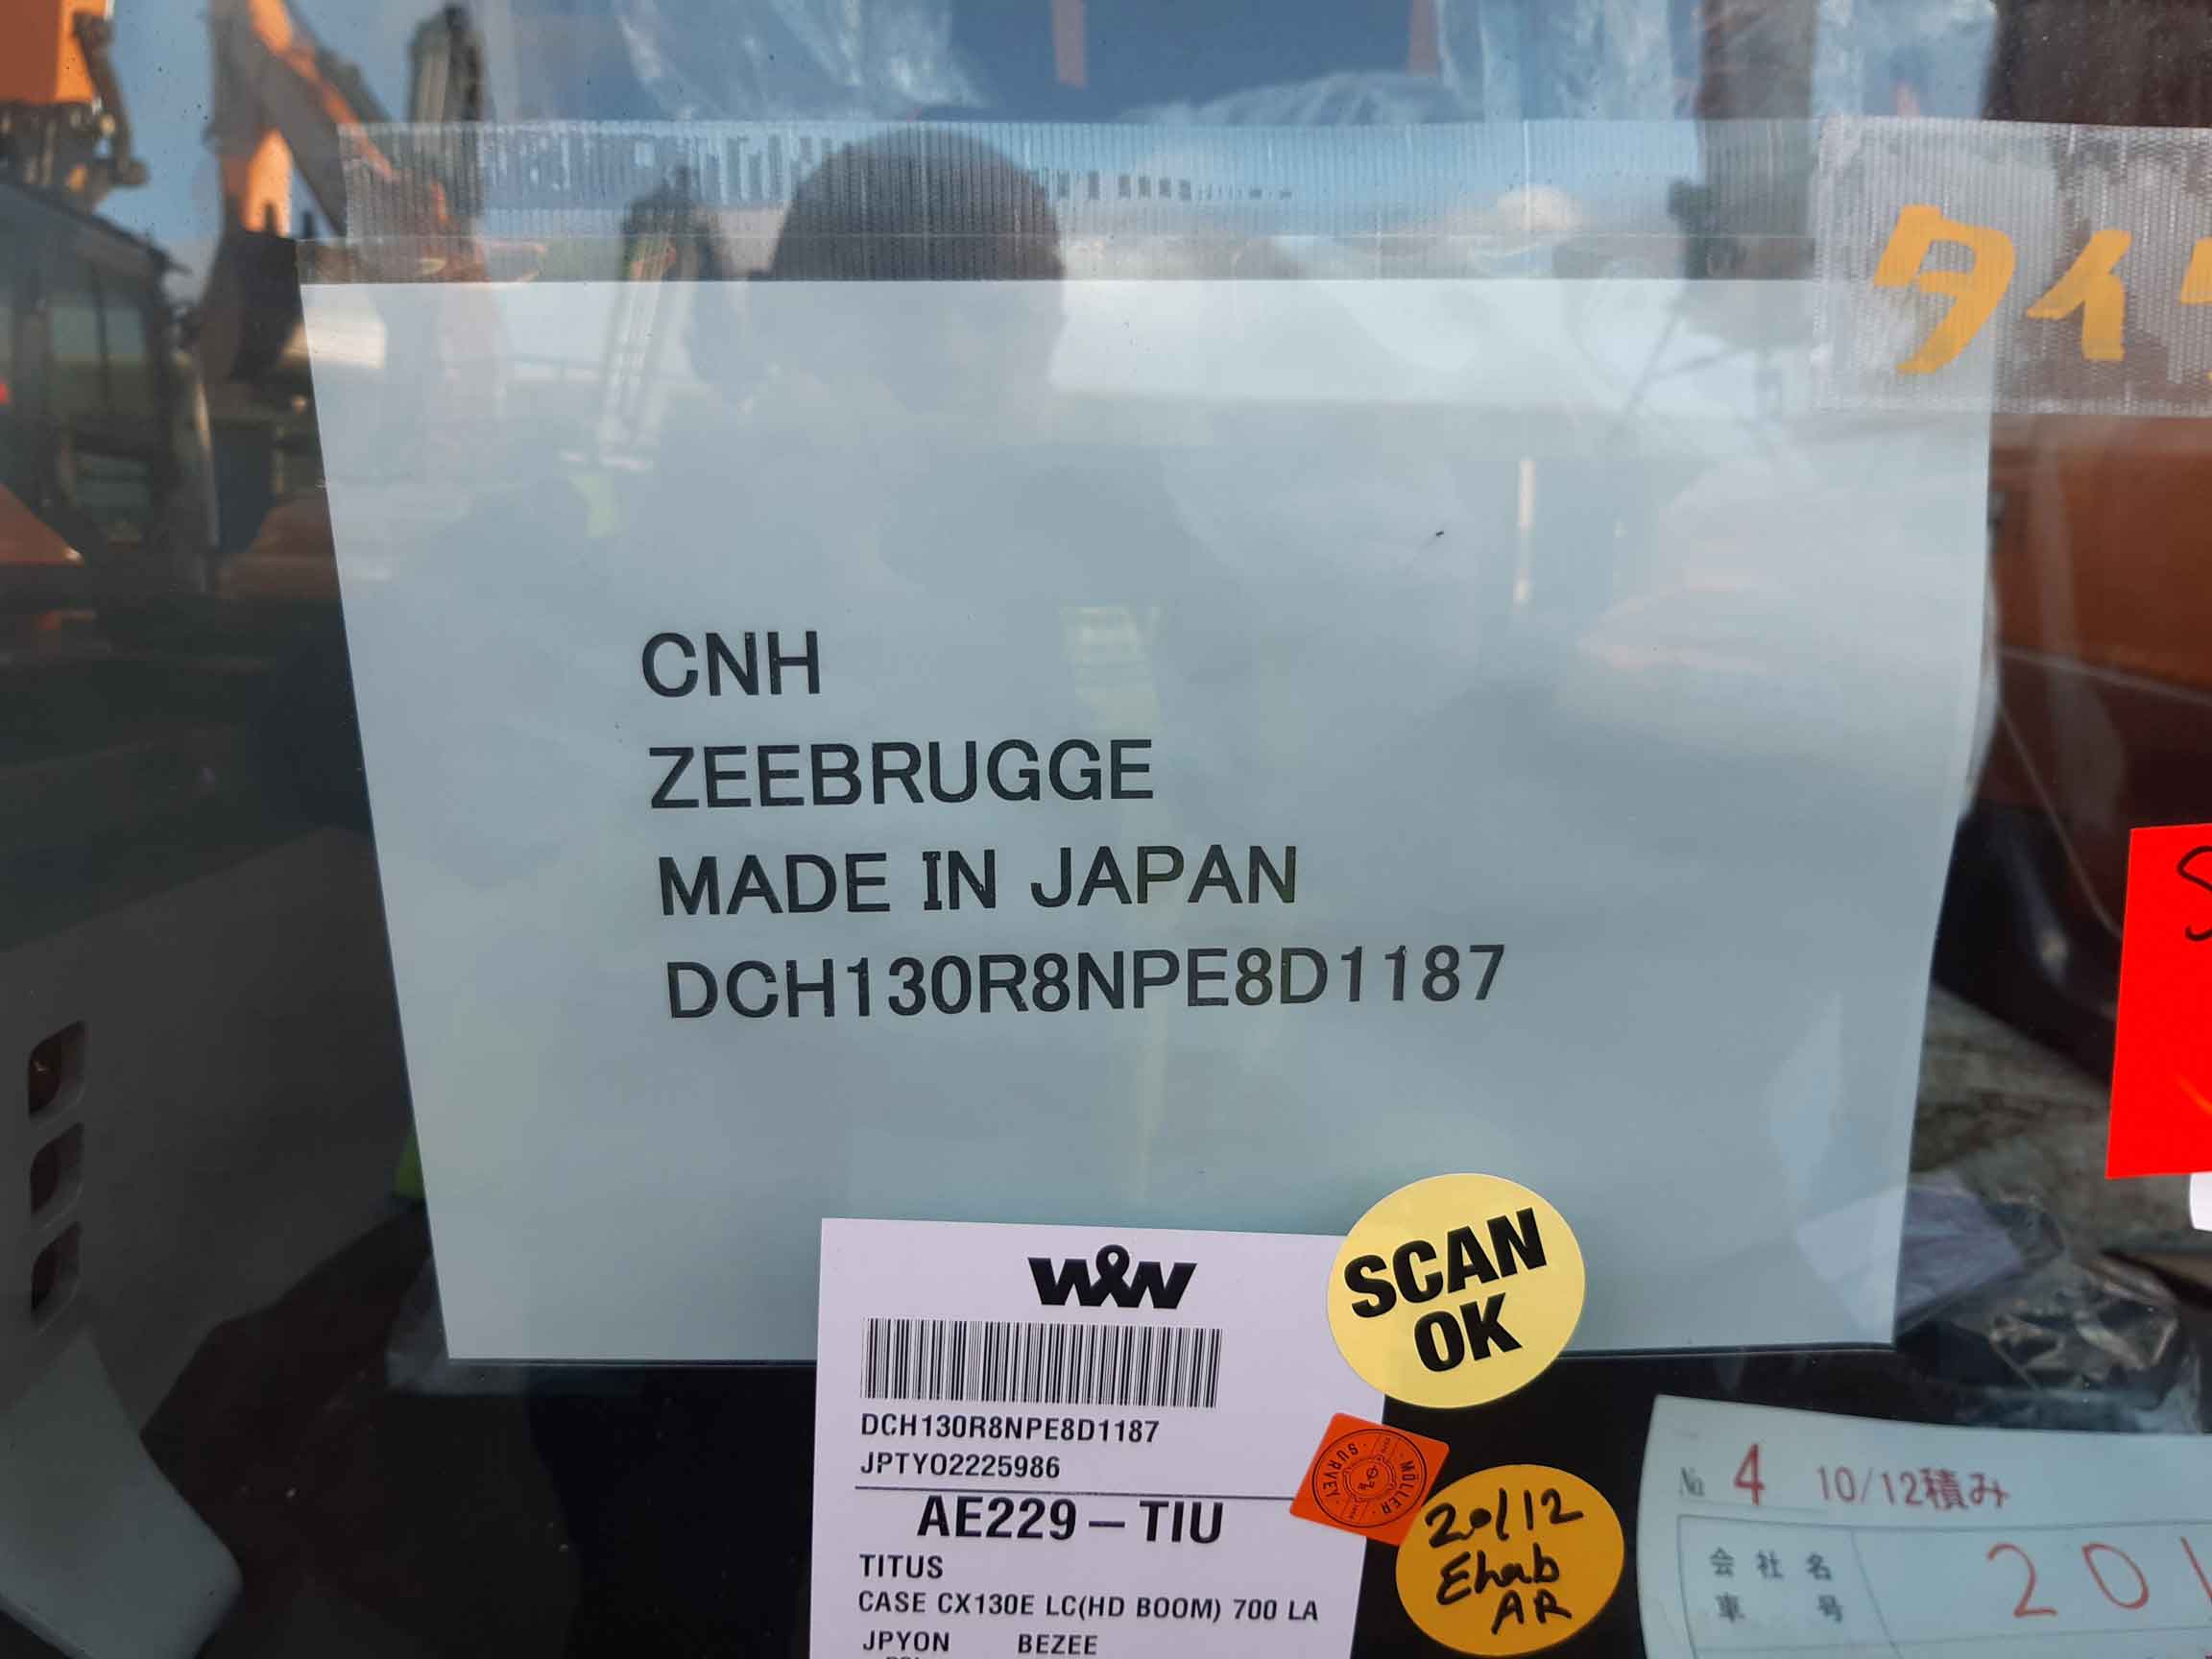 タイ
CNH
ZEEBRUGGE
MADE IN JAPAN
DCH130R8NPE8D1187
W&W
DCH130R8NPE8D1187
JPTYO2225986
AE229 – TIU
TITUS
CASE CX130E LC(HD BOOM) 700 LA
JPYON BEZEE
SCAN
OK
MÖLLER
SURVEY
20/12
Ehab
AR
№ 4 10/12積み
会社名
車号
201